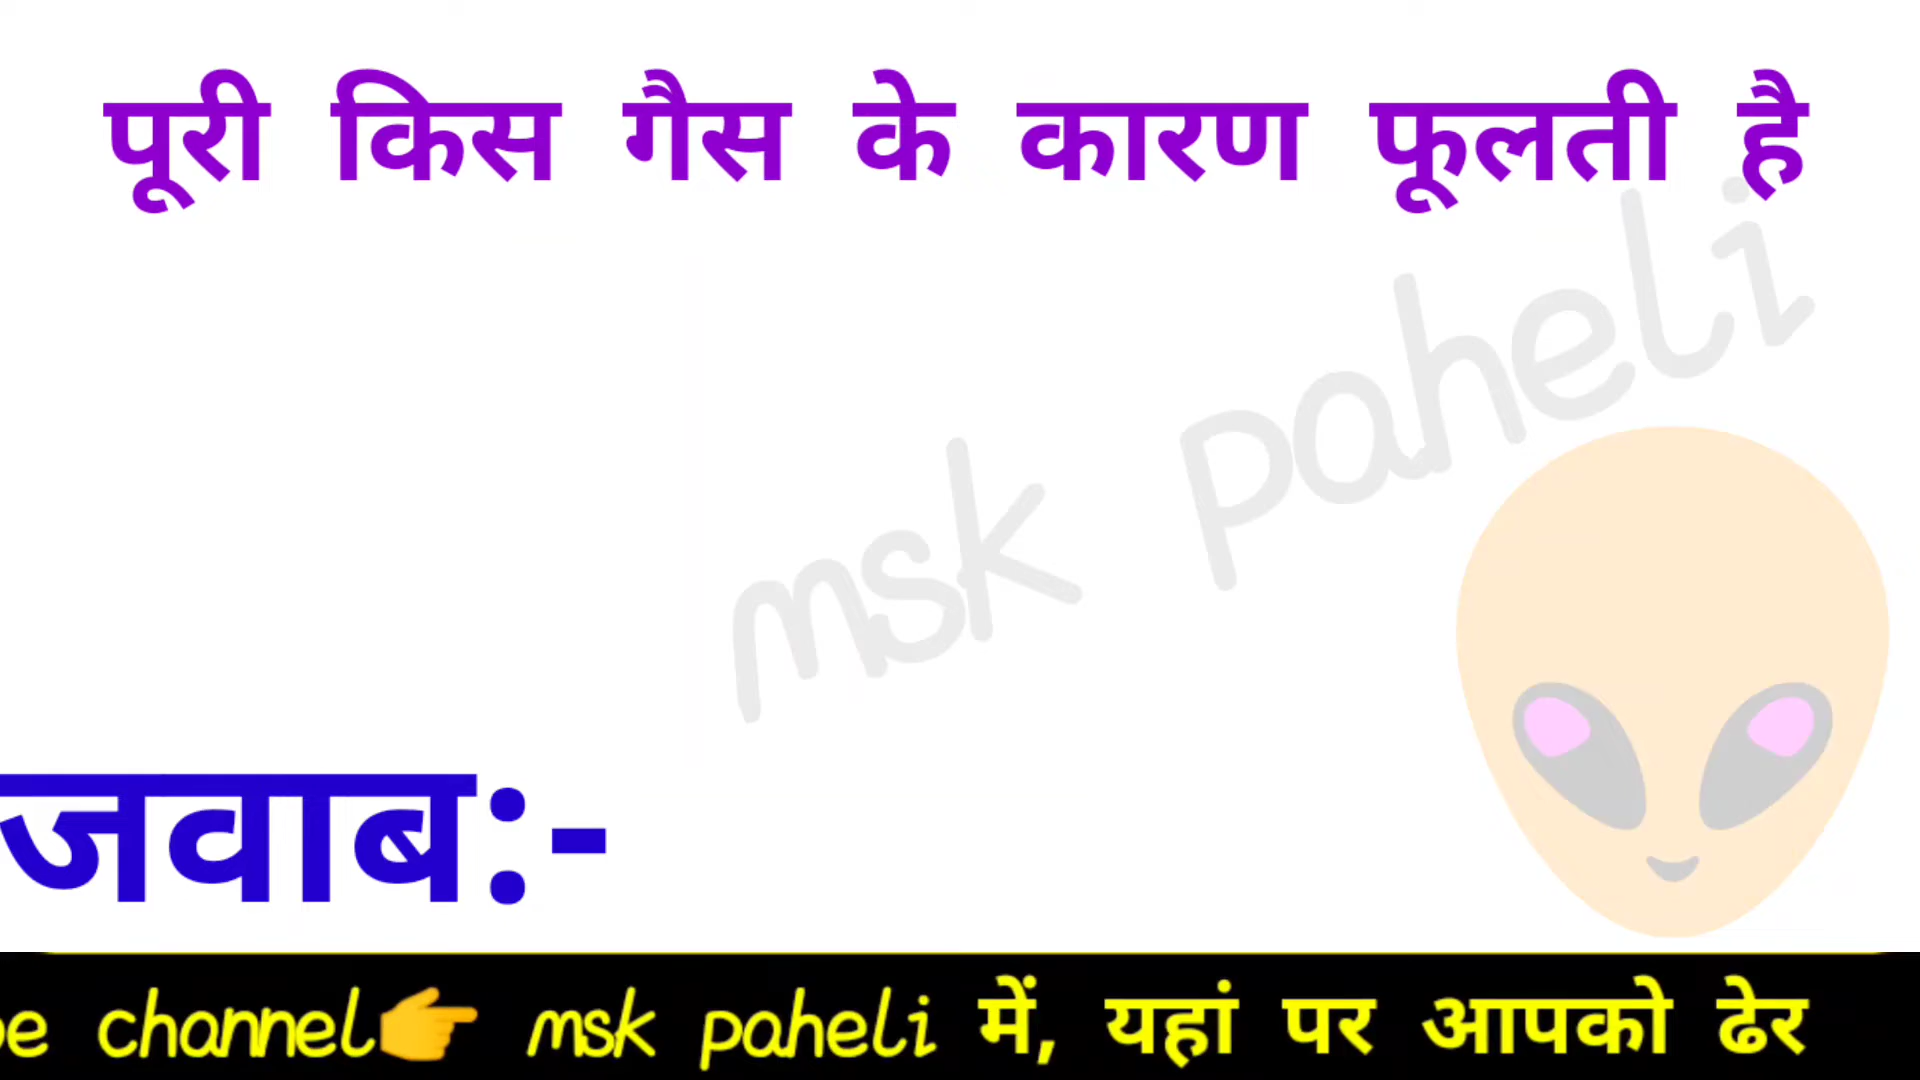 पूरी किस गैस के कारण फूलती है
msk paheli
जवाब:-
channel👉 msk paheli में, यहां पर आपको ढेर